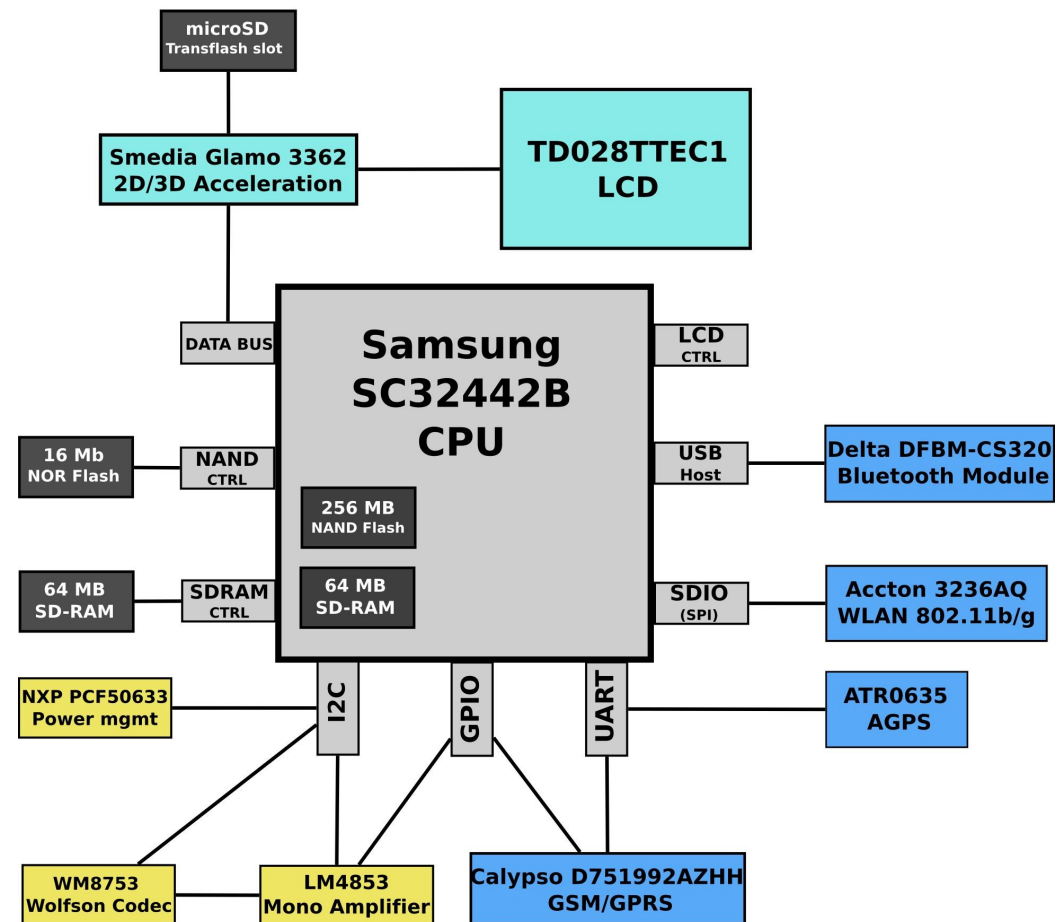 microSD
Transflash slot
Smedia Glamo 3362
2D/3D Acceleration
TD028TTEC1
LCD
DATA BUS
Samsung
SC32442B
CPU
LCD
CTRL
16 Mb
NOR Flash
NAND
CTRL
USB
Host
Delta DFBM-CS320
Bluetooth Module
256 MB
NAND Flash
64 MB
SD-RAM
SDRAM
CTRL
64 MB
SD-RAM
SDIO
(SPI)
Accton 3236AQ
WLAN 802.11b/g
NXP PCF50633
Power mgmt
I2C
GPIO
UART
ATR0635
AGPS
WM8753
Wolfson Codec
LM4853
Mono Amplifier
Calypso D751992AZHH
GSM/GPRS